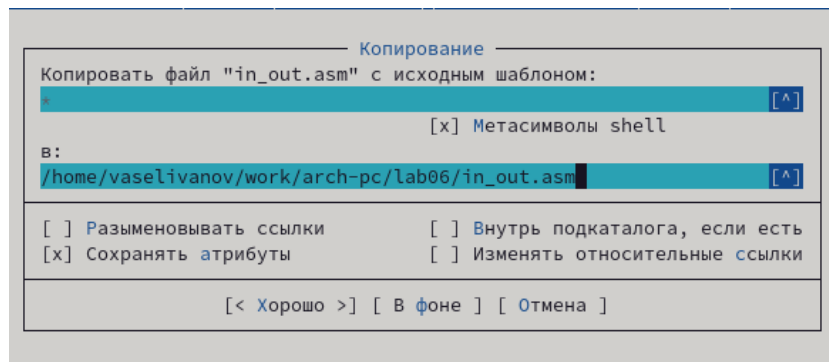 Копирование
Копировать файл "in_out.asm" с исходным шаблоном:
* [^]
[x] Метасимволы shell
в:
/home/vaselivanov/work/arch-pc/lab06/in_out.asm [^]
[ ] Разыменовывать ссылки [ ] Внутрь подкаталога, если есть
[x] Сохранять атрибуты [ ] Изменять относительные ссылки
[< Хорошо >] [ В фоне ] [ Отмена ]